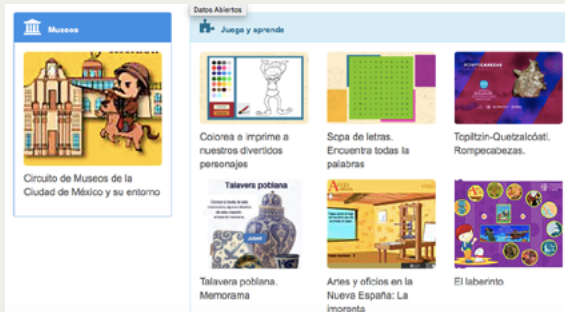 Datos Abiertos
Museos
Circuito de Museos de la
Ciudad de México y su entorno
Juega y aprende
Colorea e imprime a
nuestros divertidos
personajes
Sopa de letras.
Encuentra todas la
palabras
ROMPECABEZAS
Topiltzin-Quetzalcóatl.
Rompecabezas.
Talavera poblana
Talavera poblana.
Memorama
Artes y oficios en la
Nueva España: La
imprenta
El laberinto